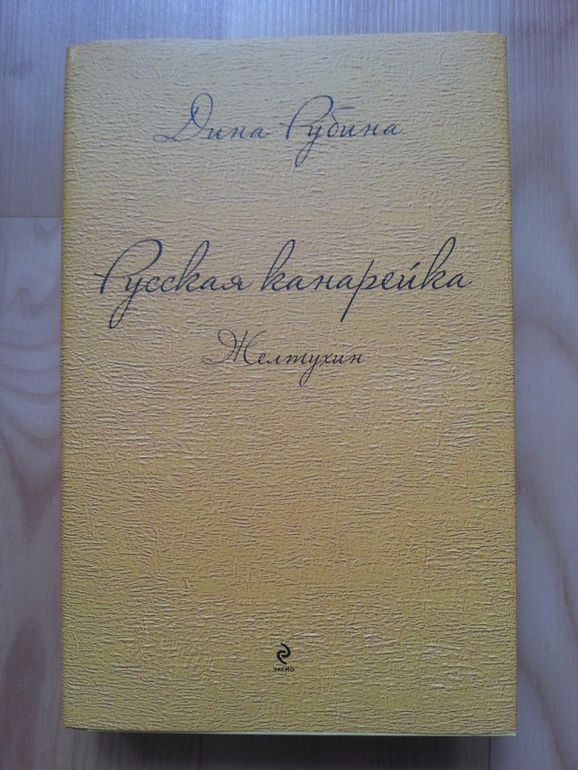 Дина Рубина
Русская канарейка
Желтухин
ЭКСМО